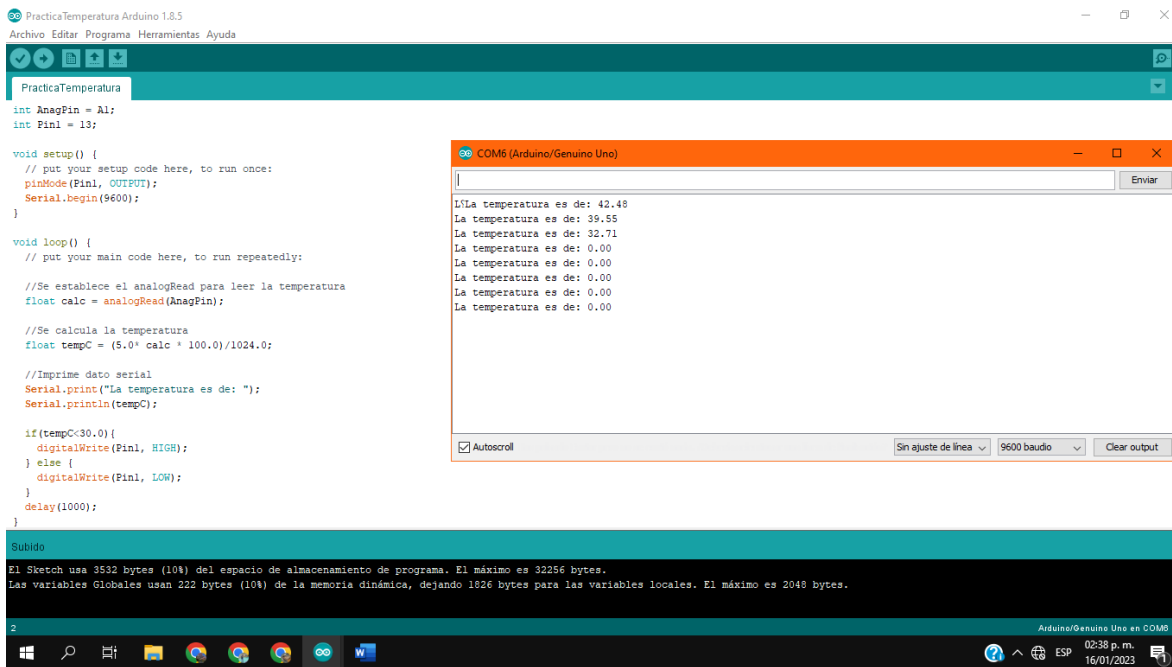 PracticaTemperatura Arduino 1.8.5
Archivo Editar Programa Herramientas Ayuda
PracticaTemperatura
int AnagPin = A1;
int Pin1 = 13;
void setup() {
// put your setup code here, to run once:
pinMode(Pin1, OUTPUT);
Serial.begin(9600);
}
void loop() {
// put your main code here, to run repeatedly:
//Se establece el analogRead para leer la temperatura
float calc = analogRead(AnagPin);
//Se calcula la temperatura
float tempC = (5.0* calc * 100.0)/1024.0;
//Imprime dato serial
Serial.print("La temperatura es de: ");
Serial.println(tempC);
if(tempC<30.0){
digitalWrite(Pin1, HIGH);
} else {
digitalWrite(Pin1, LOW);
}
delay(1000);
}
COM6 (Arduino/Genuino Uno)
Enviar
La temperatura es de: 42.48
La temperatura es de: 39.55
La temperatura es de: 32.71
La temperatura es de: 0.00
La temperatura es de: 0.00
La temperatura es de: 0.00
La temperatura es de: 0.00
La temperatura es de: 0.00
Autoscroll
Sin ajuste de línea
9600 baudio
Clear output
Subido
El Sketch usa 3532 bytes (10%) del espacio de almacenamiento de programa. El máximo es 32256 bytes.
Las variables Globales usan 222 bytes (10%) de la memoria dinámica, dejando 1826 bytes para las variables locales. El máximo es 2048 bytes.
2
Arduino/Genuino Uno en COM6
ESP
02:38 p. m.
16/01/2023